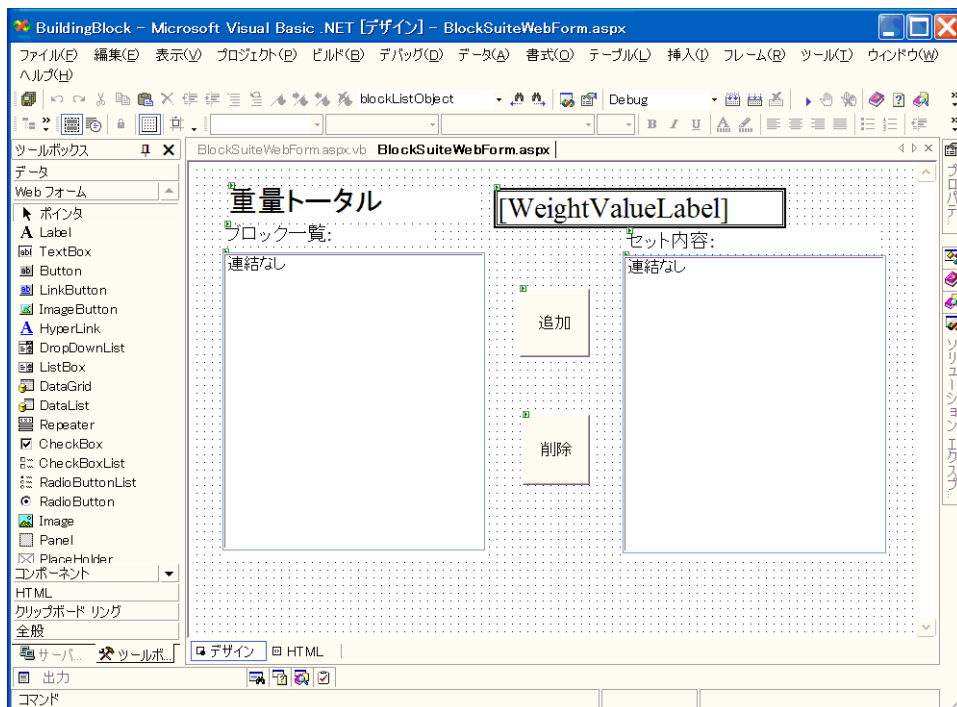 BuildingBlock - Microsoft Visual Basic .NET [デザイン] - BlockSuiteWebForm.aspx
ファイル(F) 編集(E) 表示(V) プロジェクト(P) ビルド(B) デバッグ(D) データ(A) 書式(O) テーブル(L) 挿入(I) フレーム(R) ツール(T) ウィンドウ(W)
ヘルプ(H)
blockListObject Debug
B I U A
ツールボックス
BlockSuiteWebForm.aspx.vb BlockSuiteWebForm.aspx
データ
Web フォーム
ポインタ
A Label
TextBox
Button
LinkButton
ImageButton
A HyperLink
DropDownList
ListBox
DataGrid
DataList
Repeater
CheckBox
CheckBoxList
RadioButtonList
RadioButton
Image
Panel
PlaceHolder
コンポーネント
HTML
クリップボード リング
全般
サーバ... ツールボ...
重量トータル
[WeightValueLabel]
ブロック一覧:
セット内容:
連結なし
連結なし
追加
削除
デザイン HTML
プロパティ
ソリューション エクスプ...
出力
コマンド